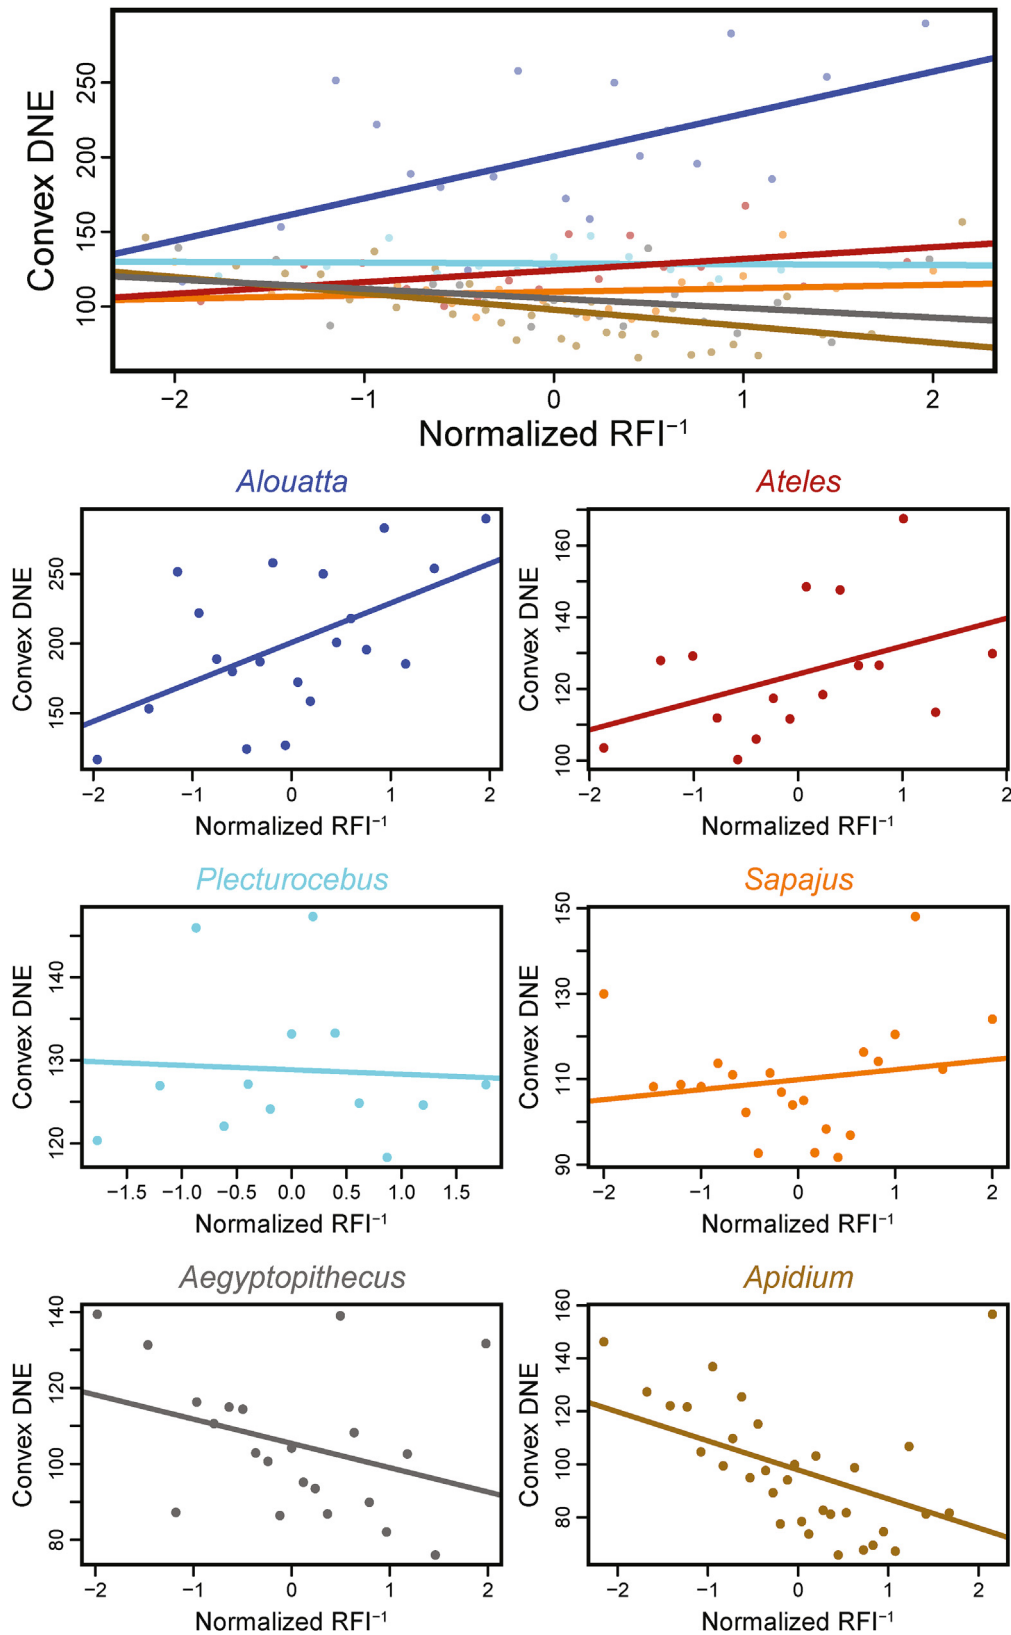 Convex DNE
250
200
150
100
−2 −1 0 1 2
Normalized RFI⁻¹
Alouatta
Convex DNE
250
200
150
−2 −1 0 1 2
Normalized RFI⁻¹
Ateles
Convex DNE
160
140
120
100
−2 −1 0 1 2
Normalized RFI⁻¹
Plecturocebus
Convex DNE
140
130
120
−1.5 −1.0 −0.5 0.0 0.5 1.0 1.5
Normalized RFI⁻¹
Sapajus
Convex DNE
150
130
110
90
−2 −1 0 1 2
Normalized RFI⁻¹
Aegyptopithecus
Convex DNE
140
120
100
80
−2 −1 0 1 2
Normalized RFI⁻¹
Apidium
Convex DNE
160
140
120
100
80
−2 −1 0 1 2
Normalized RFI⁻¹